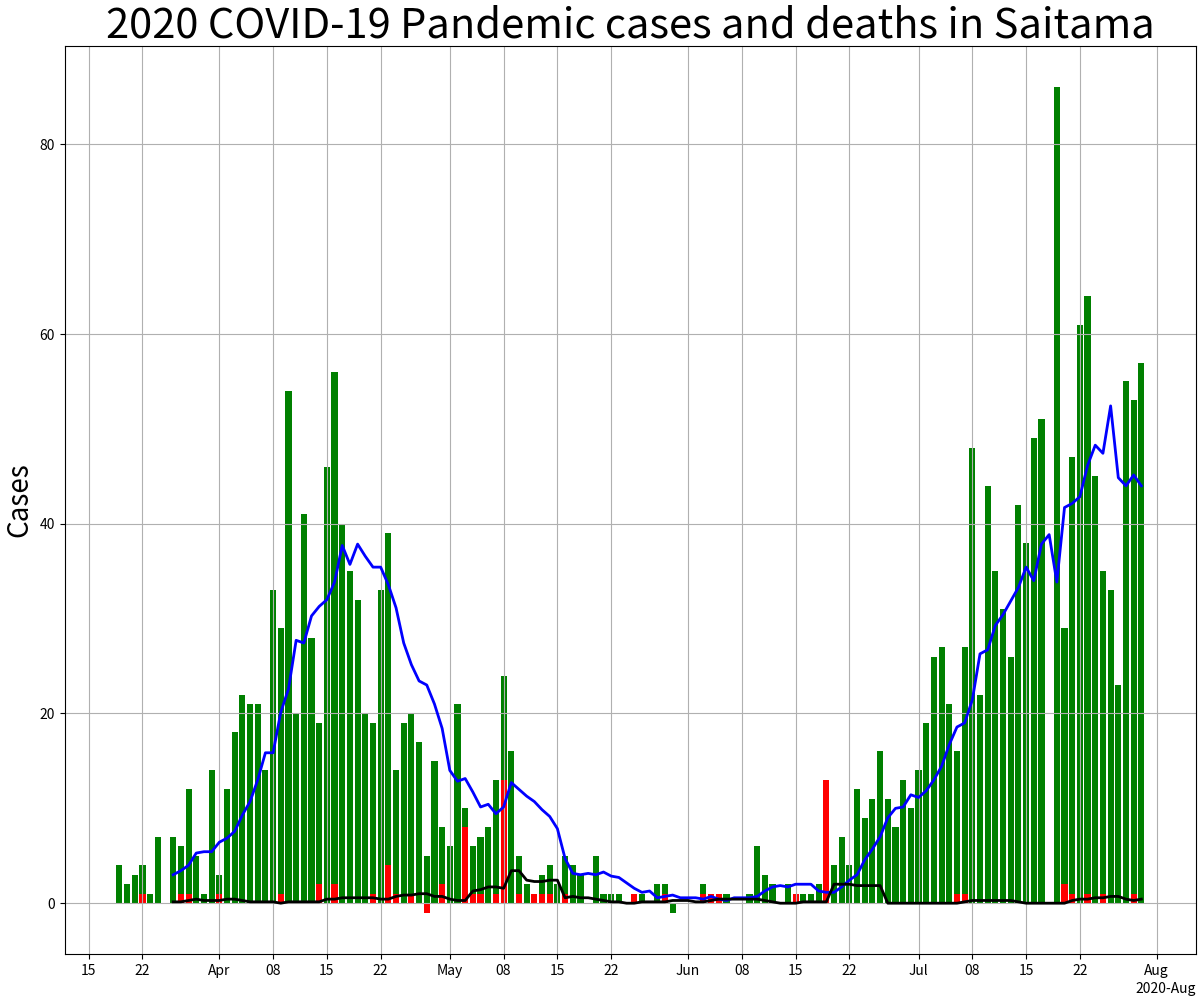 2020 COVID-19 Pandemic cases and deaths in Saitama
Cases
80
60
40
20
0
15 22 Apr 08 15 22 May 08 15 22 Jun 08 15 22 Jul 08 15 22 Aug
2020-Aug